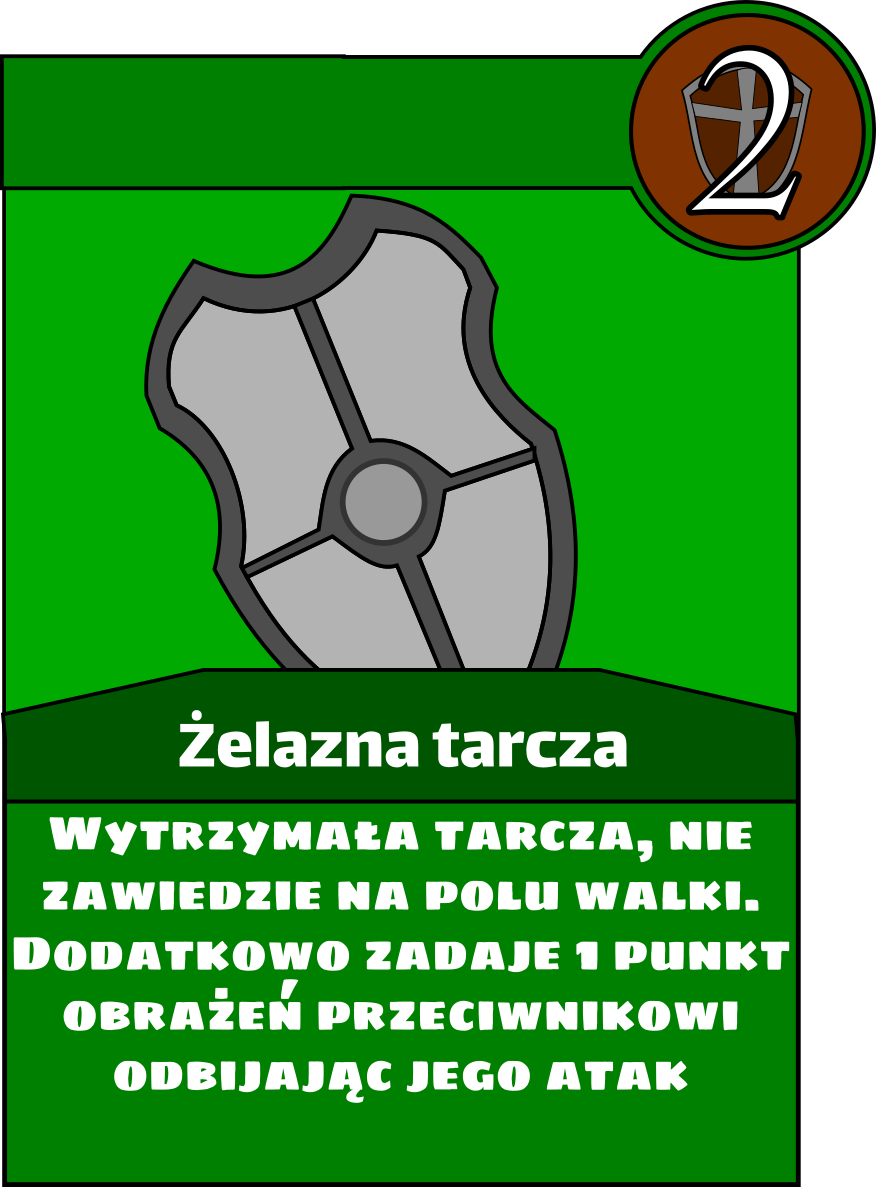 2
Żelazna tarcza
Wytrzymała tarcza, nie
zawiedzie na polu walki.
Dodatkowo zadaje 1 punkt
obrażeń przeciwnikowi
odbijając jego atak